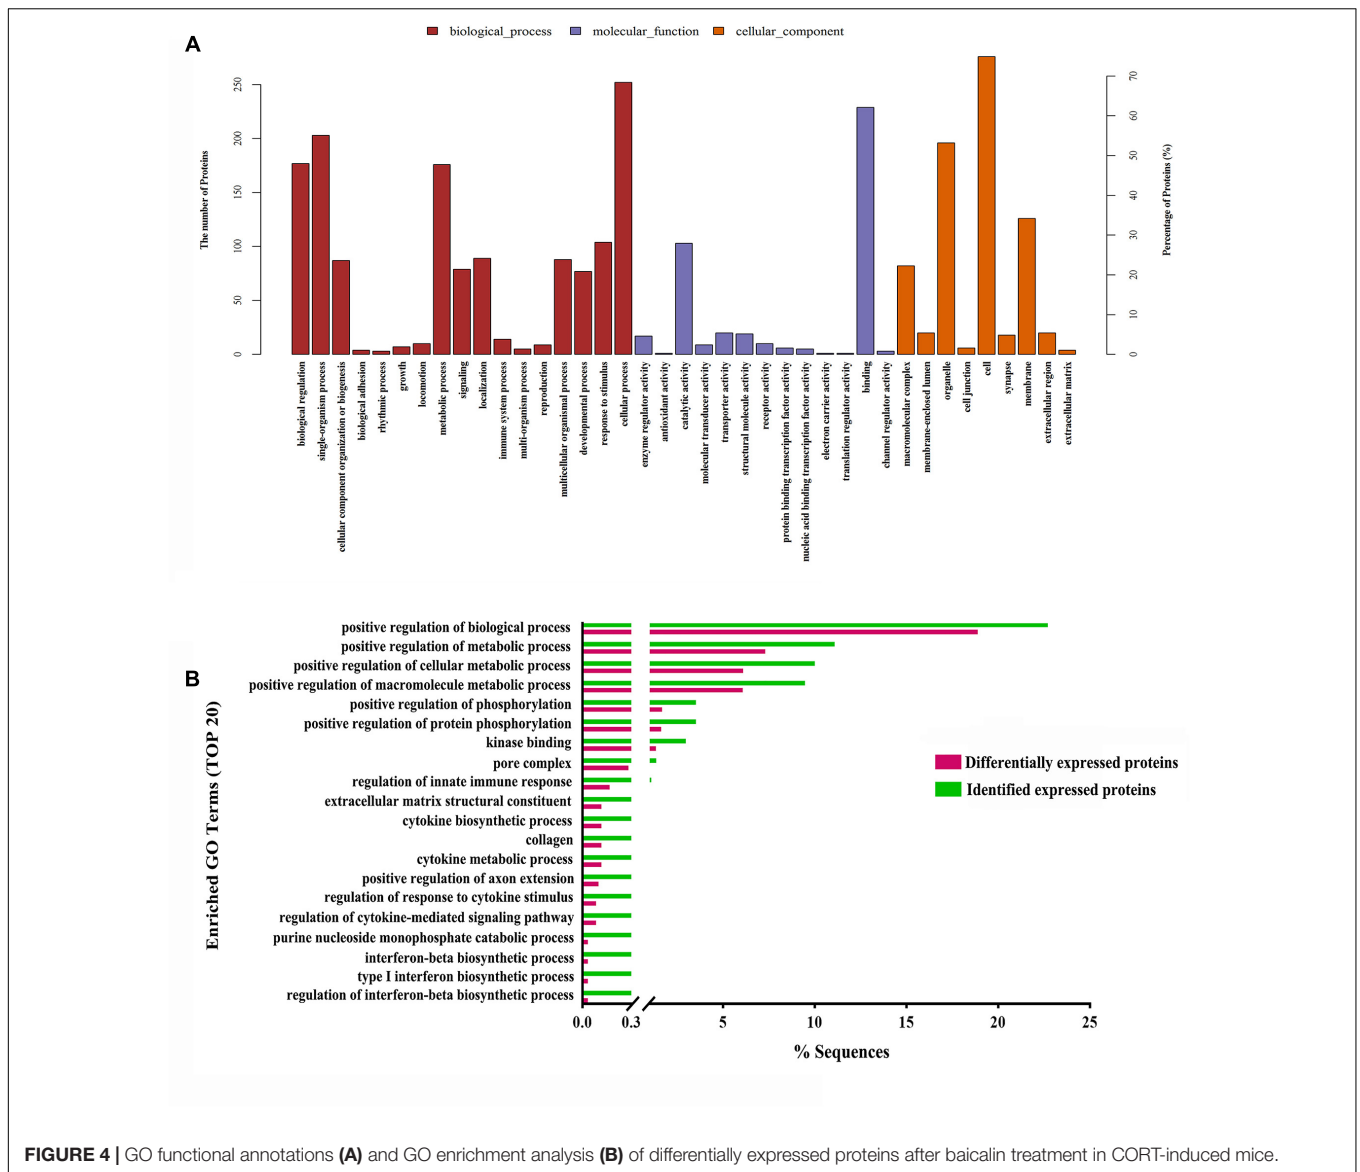 biological_process molecular_function cellular_component
A
The number of Proteins
0 50 100 150 200 250
Percentage of Proteins (%)
0 10 20 30 40 50 60 70
biological regulation
single-organism process
cellular component organization or biogenesis
biological adhesion
rhythmic process
growth
locomotion
metabolic process
signaling
localization
immune system process
multi-organism process
reproduction
multicellular organismal process
developmental process
response to stimulus
cellular process
enzyme regulator activity
antioxidant activity
catalytic activity
molecular transducer activity
transporter activity
structural molecule activity
receptor activity
protein binding transcription factor activity
nucleic acid binding transcription factor activity
electron carrier activity
translation regulator activity
binding
channel regulator activity
macromolecular complex
membrane-enclosed lumen
organelle
cell junction
cell
synapse
membrane
extracellular region
extracellular matrix
B
Enriched GO Terms (TOP 20)
positive regulation of biological process
positive regulation of metabolic process
positive regulation of cellular metabolic process
positive regulation of macromolecule metabolic process
positive regulation of phosphorylation
positive regulation of protein phosphorylation
kinase binding
pore complex
regulation of innate immune response
extracellular matrix structural constituent
cytokine biosynthetic process
collagen
cytokine metabolic process
positive regulation of axon extension
regulation of response to cytokine stimulus
regulation of cytokine-mediated signaling pathway
purine nucleoside monophosphate catabolic process
interferon-beta biosynthetic process
type I interferon biosynthetic process
regulation of interferon-beta biosynthetic process
Differentially expressed proteins
Identified expressed proteins
0.0 0.3 5 10 15 20 25
% Sequences
FIGURE 4 | GO functional annotations (A) and GO enrichment analysis (B) of differentially expressed proteins after baicalin treatment in CORT-induced mice.